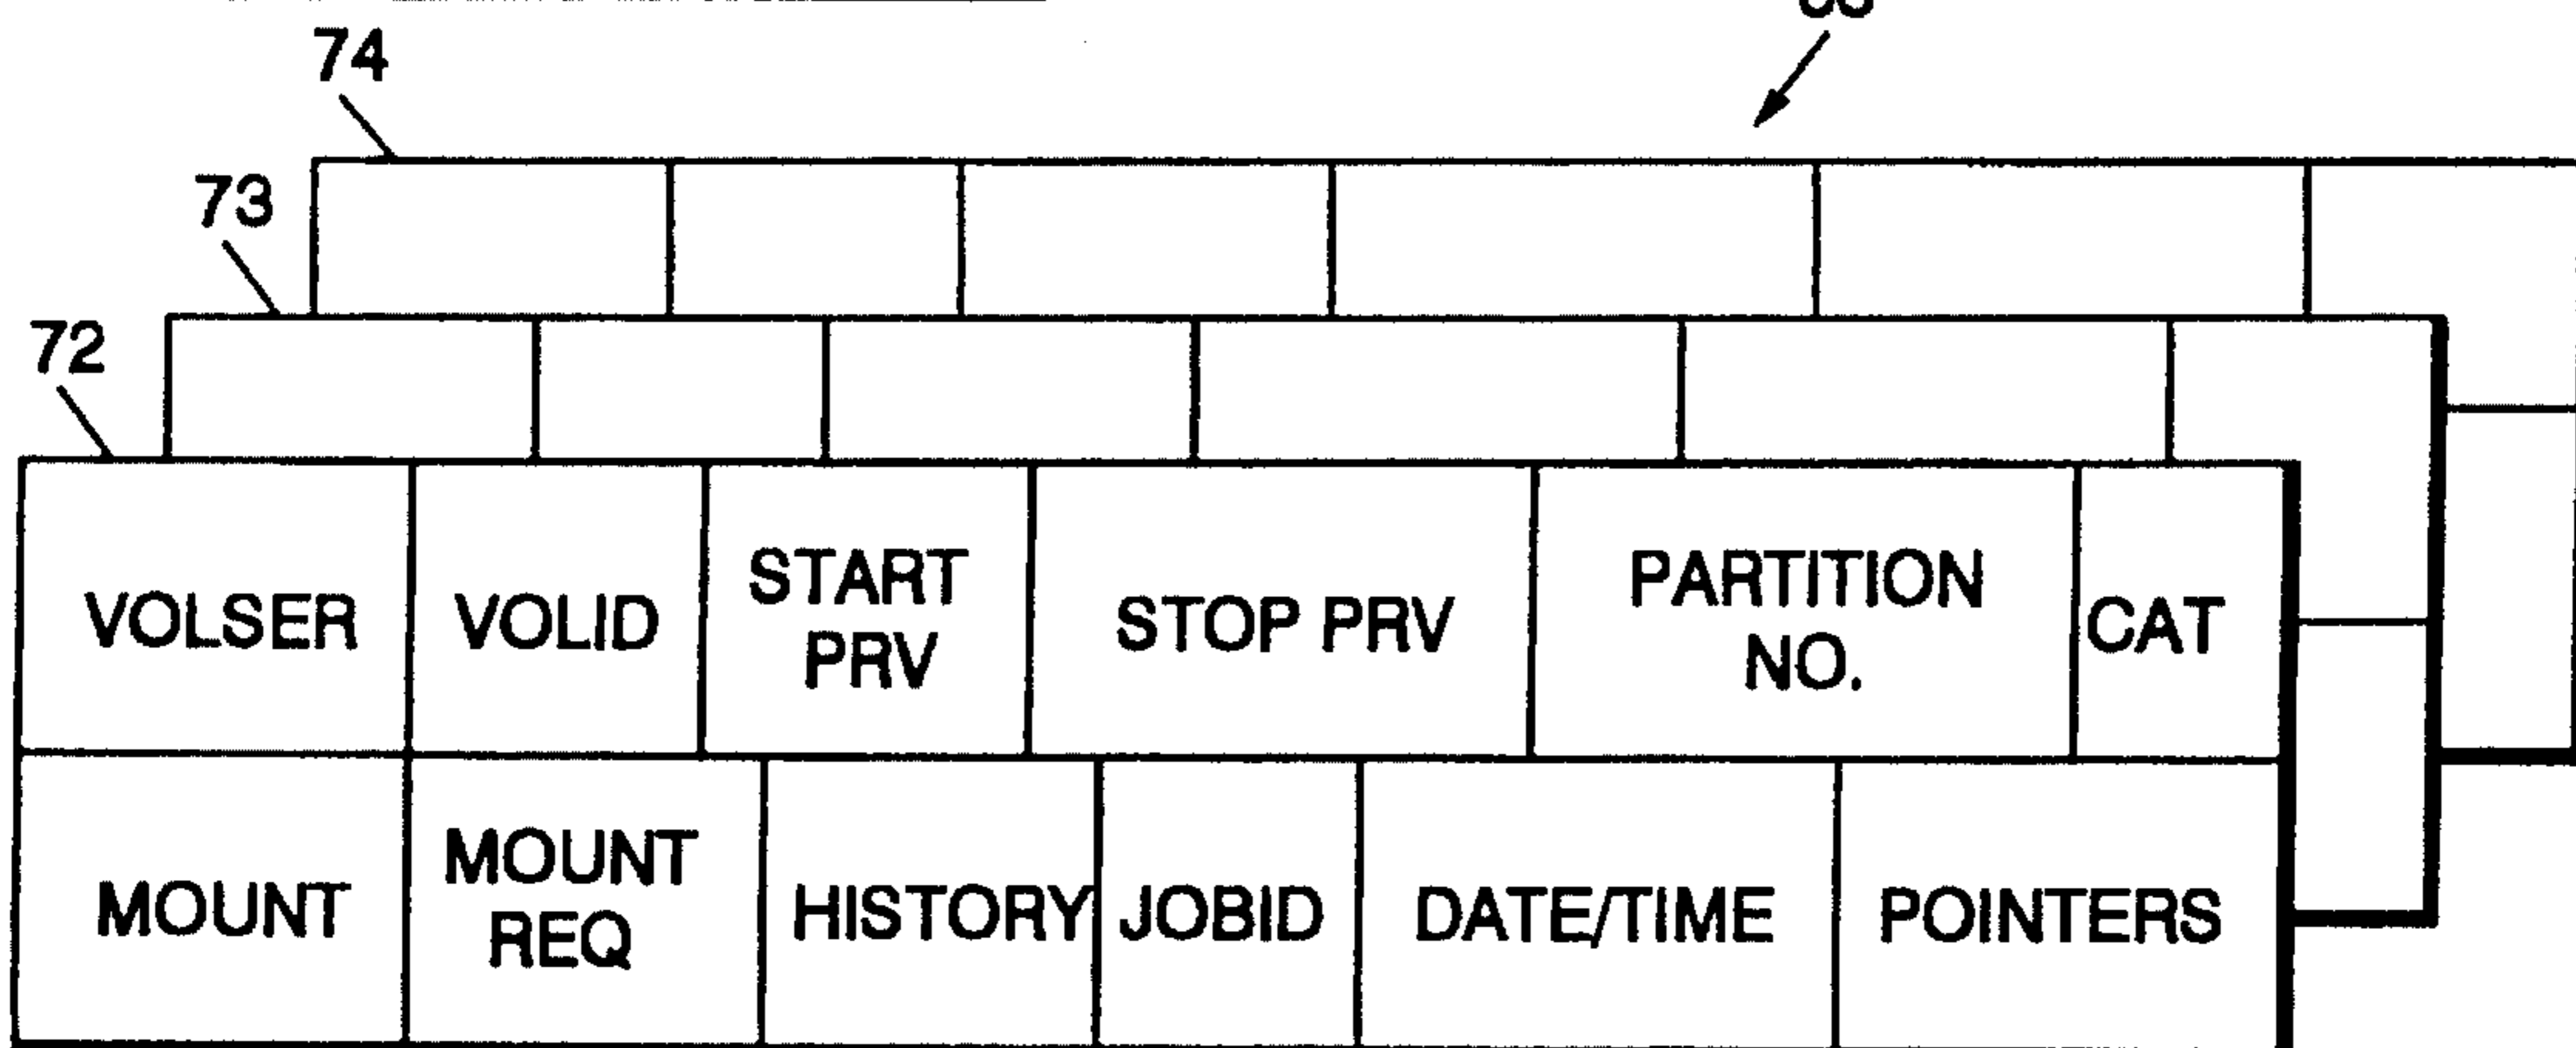 74
73
72
VOLSER VOLID START PRV STOP PRV PARTITION NO. CAT
MOUNT MOUNT REQ HISTORY JOBID DATE/TIME POINTERS